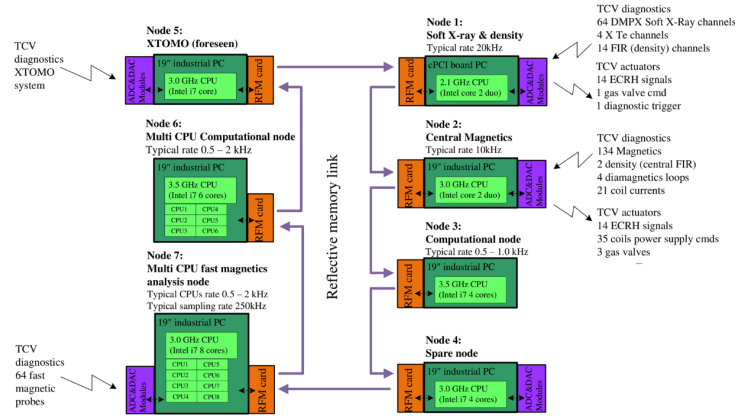 Node 5:
XTOMO (foreseen)
TCV
diagnostics
XTOMO
system
ADC&DAC
Modules
19" industrial PC
3.0 GHz CPU
(Intel i7 core)
RFM card
Node 6:
Multi CPU Computational node
Typical rate 0.5 – 2 kHz
19" industrial PC
3.5 GHz CPU
(Intel i7 6 cores)
CPU1 CPU4
CPU2 CPU5
CPU3 CPU6
RFM card
Node 7:
Multi CPU fast magnetics
analysis node
Typical CPUs rate 0.5 – 2 kHz
Typical sampling rate 250kHz
TCV
diagnostics
64 fast
magnetic
probes
ADC&DAC
Modules
19" industrial PC
3.0 GHz CPU
(Intel i7 8 cores)
CPU1 CPU5
CPU2 CPU6
CPU3 CPU7
CPU4 CPU8
RFM card
Reflective memory link
Node 1:
Soft X-ray & density
Typical rate 20kHz
RFM card
cPCI board PC
2.1 GHz CPU
(Intel core 2 duo)
ADC&DAC
Modules
TCV diagnostics
64 DMPX Soft X-Ray channels
4 X Te channels
14 FIR (density) channels
TCV actuators
14 ECRH signals
1 gas valve cmd
1 diagnostic trigger
Node 2:
Central Magnetics
Typical rate 10kHz
RFM card
19" industrial PC
3.0 GHz CPU
(Intel core 2 duo)
ADC&DAC
Modules
TCV diagnostics
134 Magnetics
2 density (central FIR)
4 diamagnetics loops
21 coil currents
TCV actuators
14 ECRH signals
35 coils power supply cmds
3 gas valves
Node 3:
Computational node
Typical rate 0.5 – 1.0 kHz
RFM card
19" industrial PC
3.5 GHz CPU
(Intel i7 4 cores)
Node 4:
Spare node
RFM card
19" industrial PC
3.0 GHz CPU
(Intel i7 4 cores)
ADC&DAC
Modules